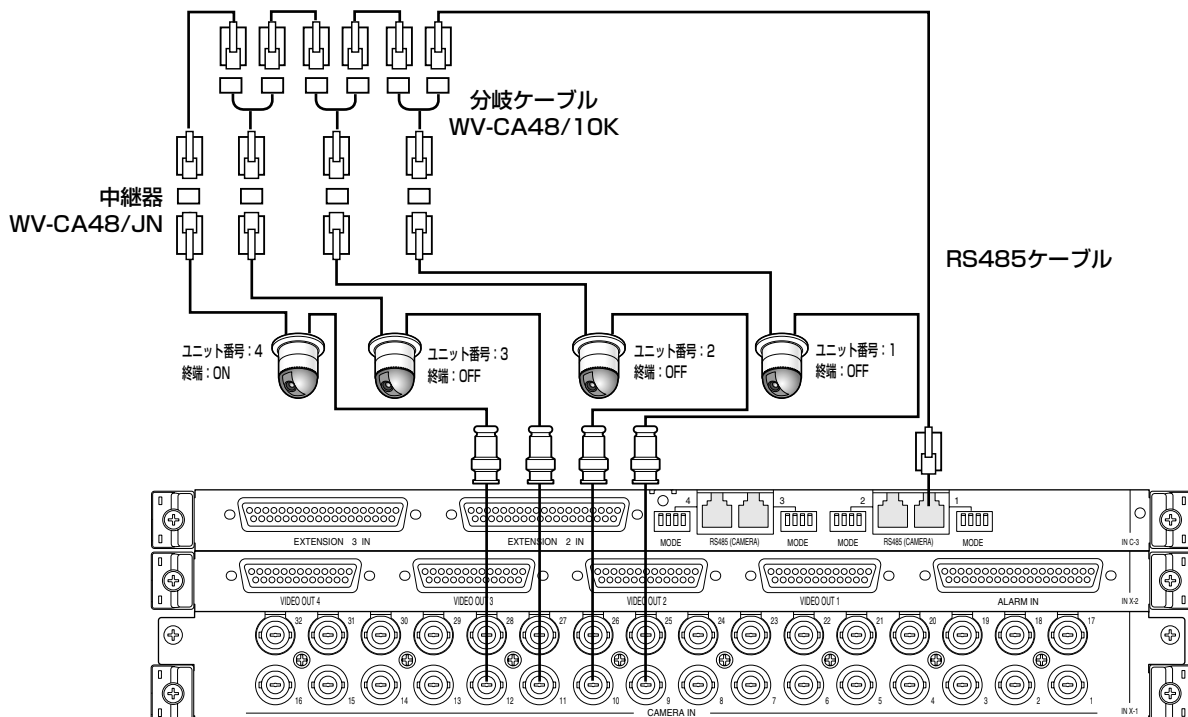 分岐ケーブル
WV-CA48/10K
中継器
WV-CA48/JN
RS485ケーブル
ユニット番号：4
終端：ON
ユニット番号：3
終端：OFF
ユニット番号：2
終端：OFF
ユニット番号：1
終端：OFF
4 3 2 1
EXTENSION 3 IN EXTENSION 2 IN MODE RS485 (CAMERA) MODE MODE RS485 (CAMERA) MODE IN C-3
VIDEO OUT 4 VIDEO OUT 3 VIDEO OUT 2 VIDEO OUT 1 ALARM IN IN X-2
32 31 30 29 28 27 26 25 24 23 22 21 20 19 18 17
16 15 14 13 12 11 10 9 8 7 6 5 4 3 2 1
CAMERA IN IN X-1